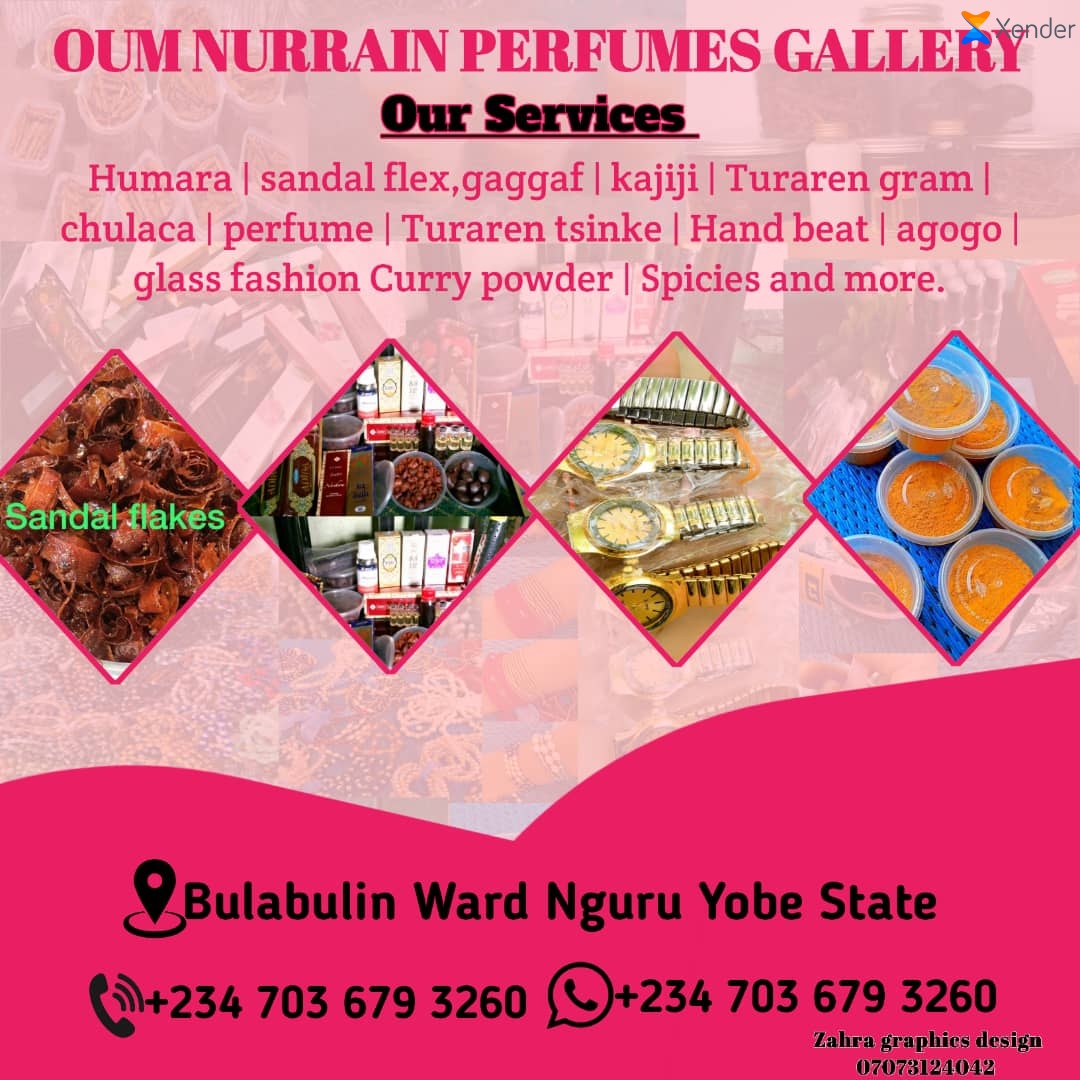 Xender
OUM NURRAIN PERFUMES GALLERY
Our Services
Humara | sandal flex,gaggaf | kajiji | Turaren gram |
chulaca | perfume | Turaren tsinke | Hand beat | agogo |
glass fashion Curry powder | Spicies and more.
Sandal flakes
Bulabulin Ward Nguru Yobe State
+234 703 679 3260
+234 703 679 3260
Zahra graphics design
07073124042